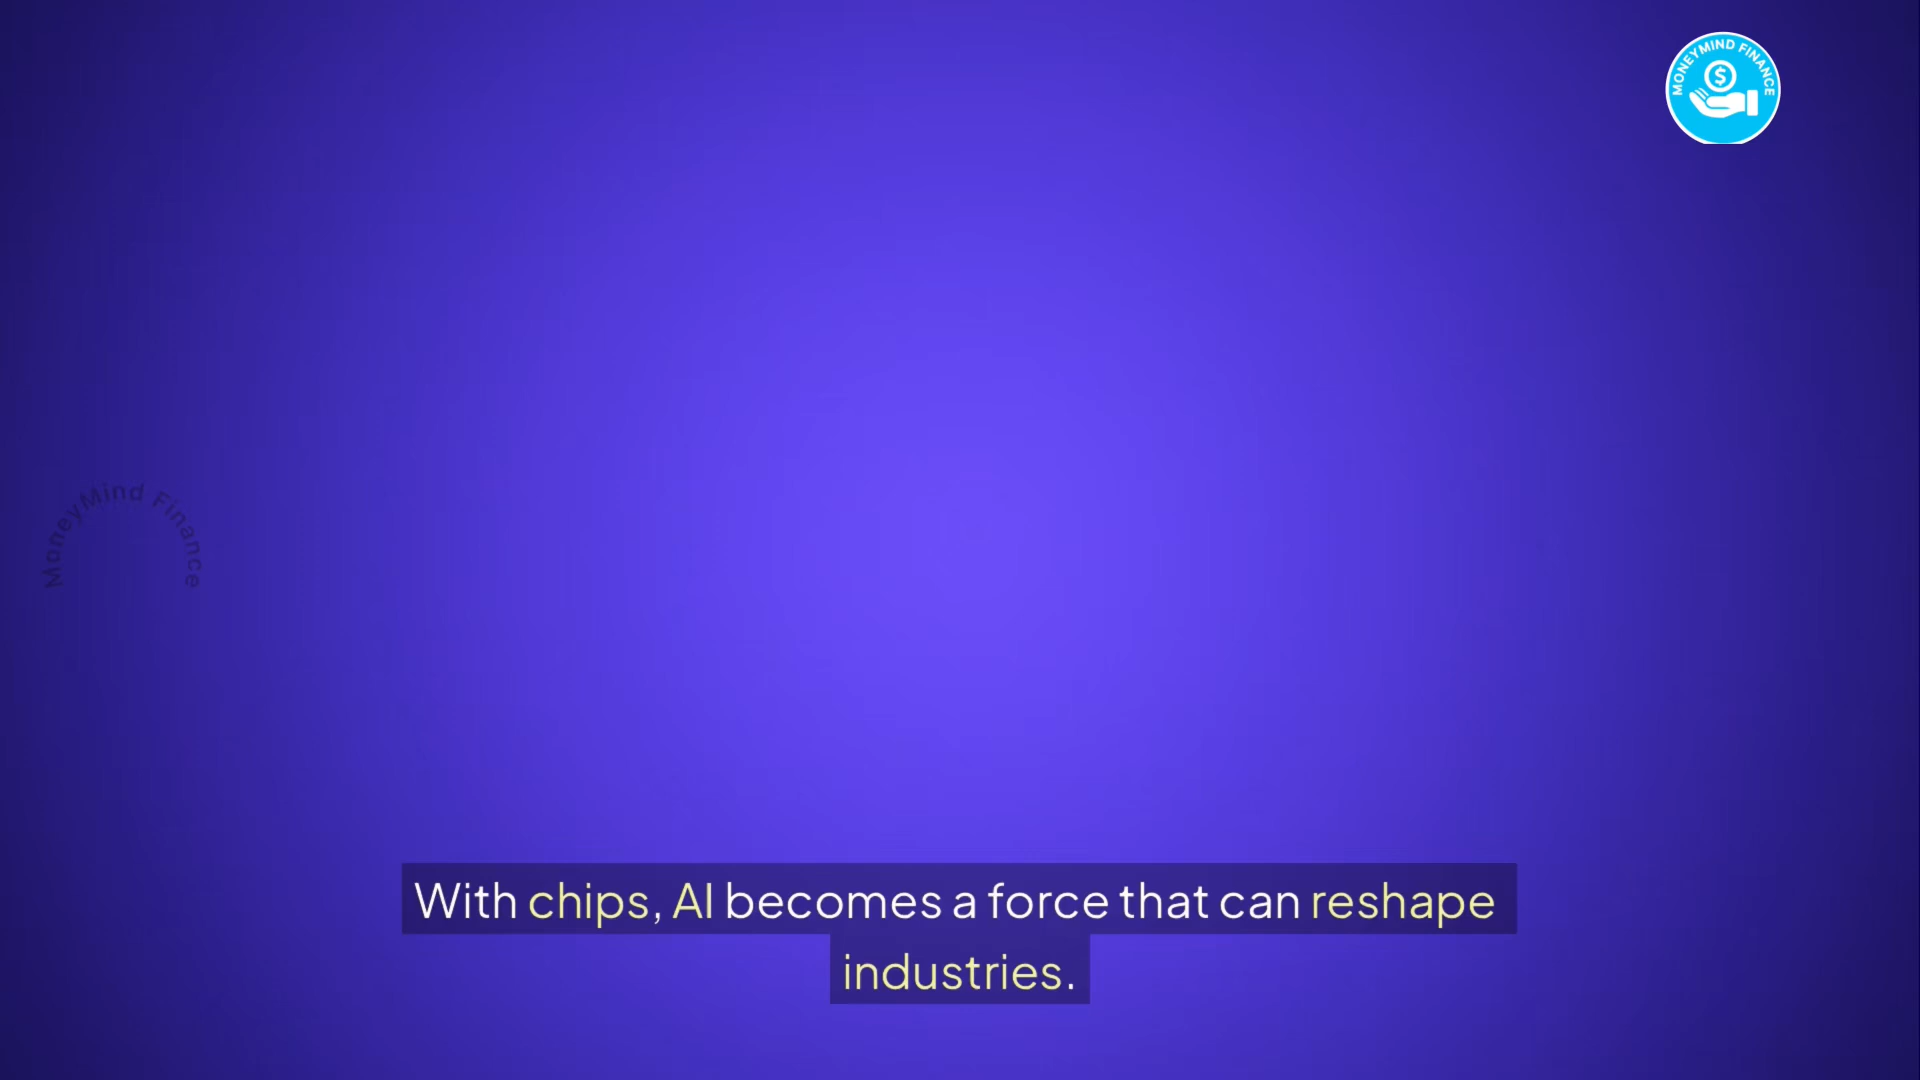 MONEYMIND FINANCE
MoneyMind Finance
With chips, AI becomes a force that can reshape
industries.